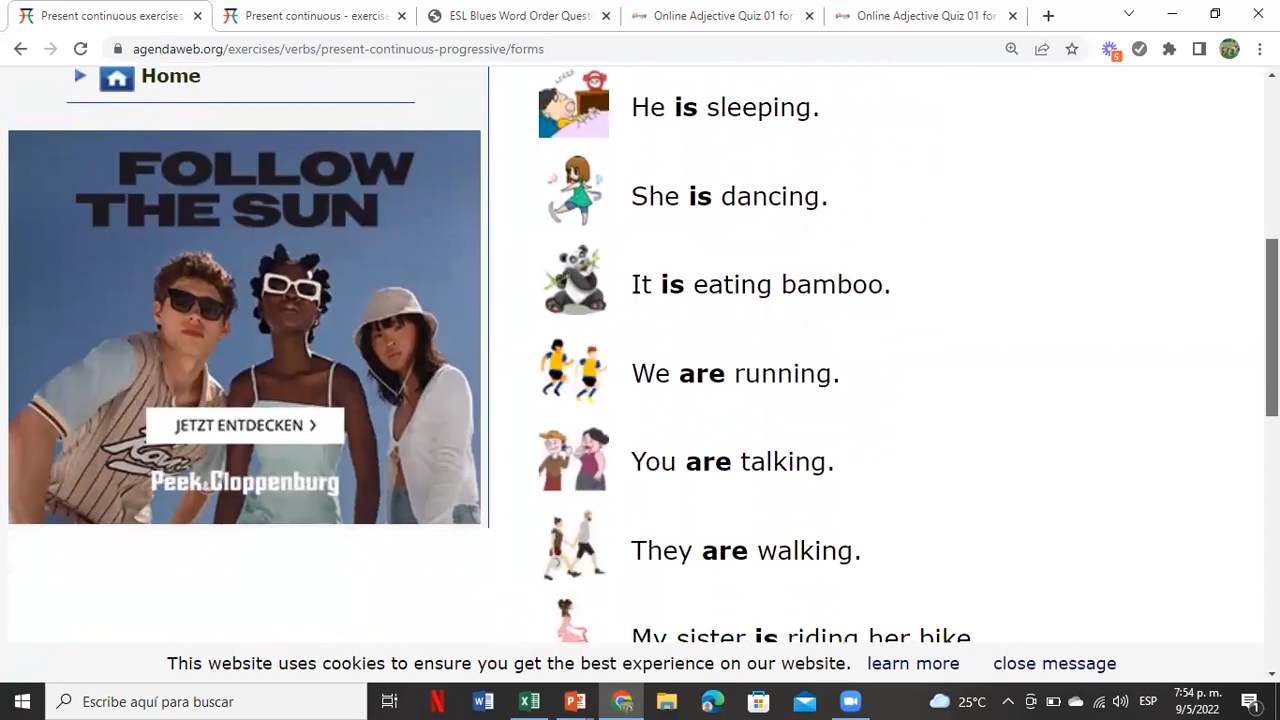 Present continuous exercises
Present continuous - exercise
ESL Blues Word Order Questi
Online Adjective Quiz 01 for
Online Adjective Quiz 01 for
agendaweb.org/exercises/verbs/present-continuous-progressive/forms
5
Home
FOLLOW
THE SUN
JETZT ENTDECKEN >
Peek&Cloppenburg
He is sleeping.
She is dancing.
It is eating bamboo.
We are running.
You are talking.
They are walking.
My sister is riding her bike.
This website uses cookies to ensure you get the best experience on our website. learn more close message
Escribe aquí para buscar
25°C
ESP
7:54 p. m.
9/5/2022